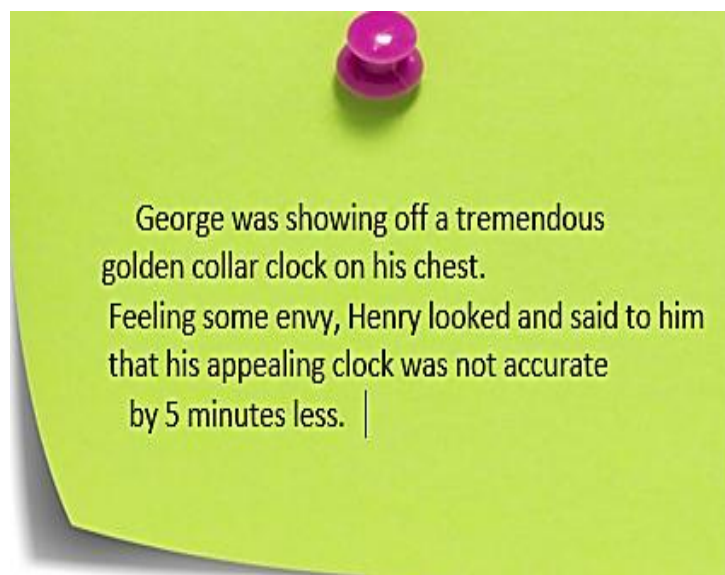 George was showing off a tremendous
golden collar clock on his chest.
Feeling some envy, Henry looked and said to him
that his appealing clock was not accurate
by 5 minutes less.